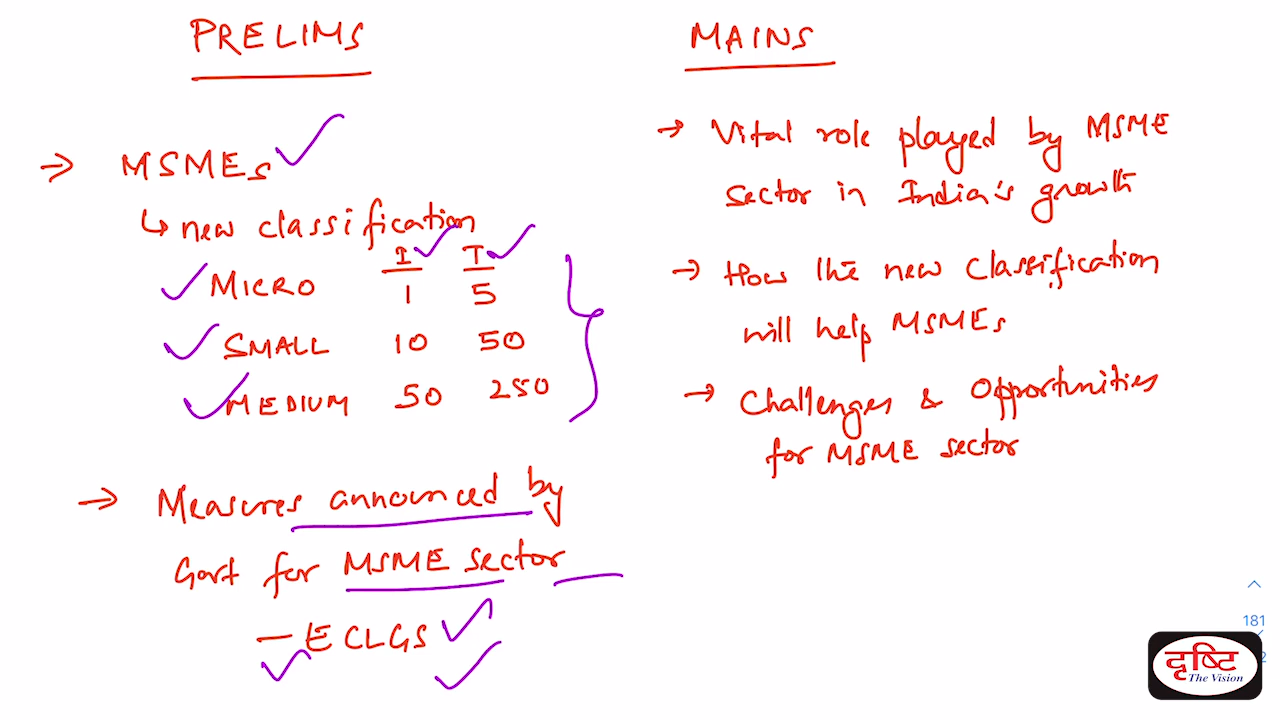 PRELIMS
→ MSMEs
↳ new classification
I T
MICRO 1 5
SMALL 10 50
MEDIUM 50 250
→ Measures announced by
Govt for MSME sector
— ECLGS
MAINS
→ Vital role played by MSME
sector in India's growth
→ How the new classification
will help MSMEs
→ Challenges & Opportunities
for MSME sector
181
दृष्टि
The Vision